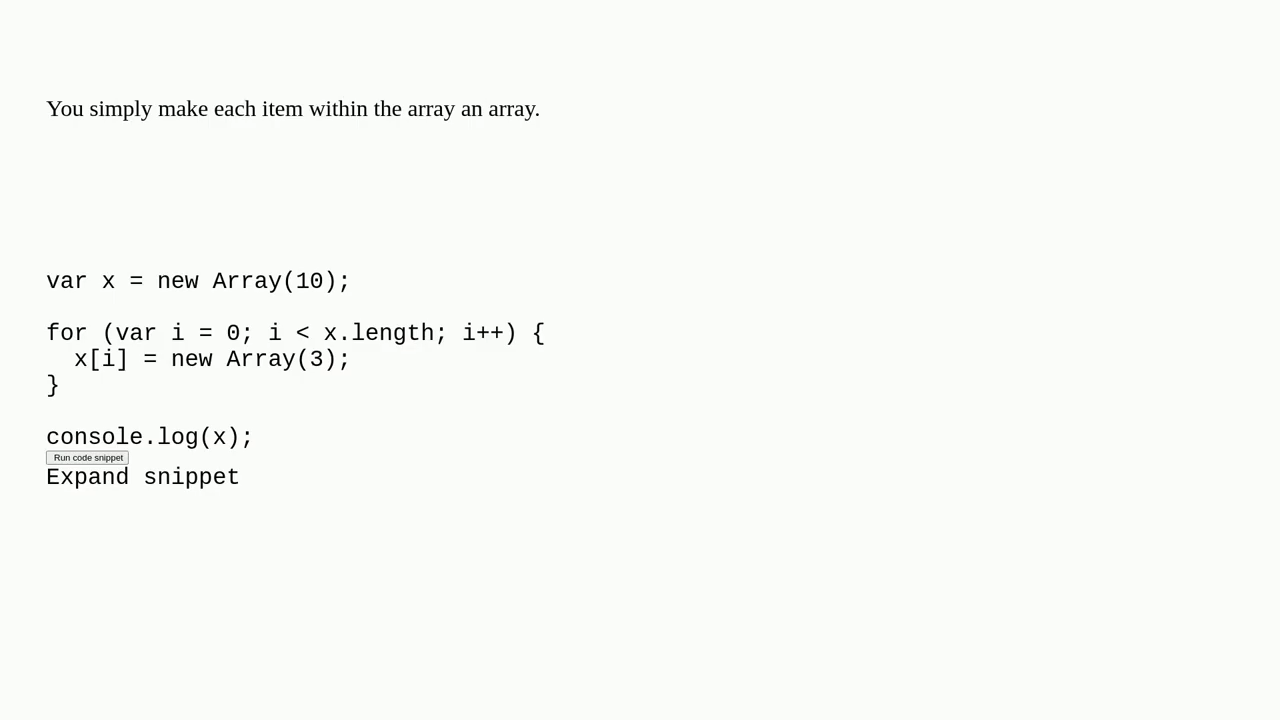 You simply make each item within the array an array.
var x = new Array(10);
for (var i = 0; i < x.length; i++) {
  x[i] = new Array(3);
}
console.log(x);
Run code snippet
Expand snippet